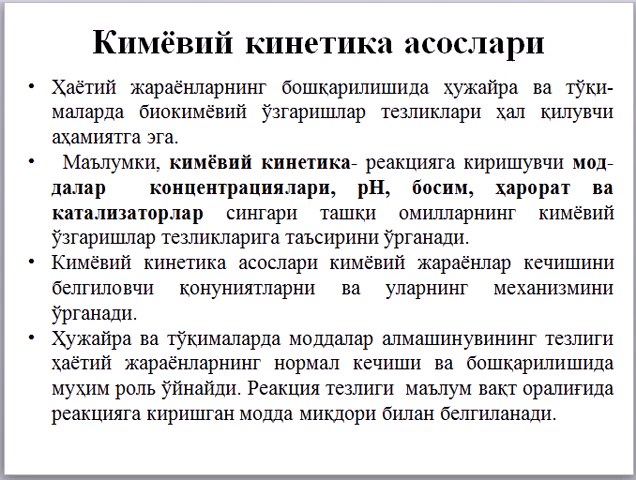 Кимёвий кинетика асослари
• Ҳаётий жараёнларнинг бошқарилишида ҳужайра ва тўқи-
маларда биокимёвий ўзгаришлар тезликлари ҳал қилувчи
аҳамиятга эга.
• Маълумки, кимёвий кинетика- реакцияга киришувчи мод-
далар концентрациялари, рН, босим, ҳарорат ва
катализаторлар сингари ташқи омилларнинг кимёвий
ўзгаришлар тезликларига таъсирини ўрганади.
• Кимёвий кинетика асослари кимёвий жараёнлар кечишини
белгиловчи қонуниятларни ва уларнинг механизмини
ўрганади.
• Ҳужайра ва тўқималарда моддалар алмашинувининг тезлиги
ҳаётий жараёнларнинг нормал кечиши ва бошқарилишида
муҳим роль ўйнайди. Реакция тезлиги маълум вақт оралиғида
реакцияга киришган модда миқдори билан белгиланади.